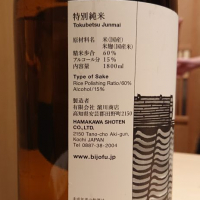 特別純米
Tokubetsu Junmai
原材料名 米(国産)
米麹(国産米)
精米歩合 60%
アルコール分 15%
内容量 1800ml
Type of Sake
Rice Polishing Ratio/60%
Alcohol/15%
製造者
有限会社 濵川商店
高知県安芸郡田野町2150
HAMAKAWA SHOTEN
CO., LTD.
2150 Tano-cho Aki-gun,
Kochi JAPAN
Tel 0887-38-2004
www.bijofu.jp